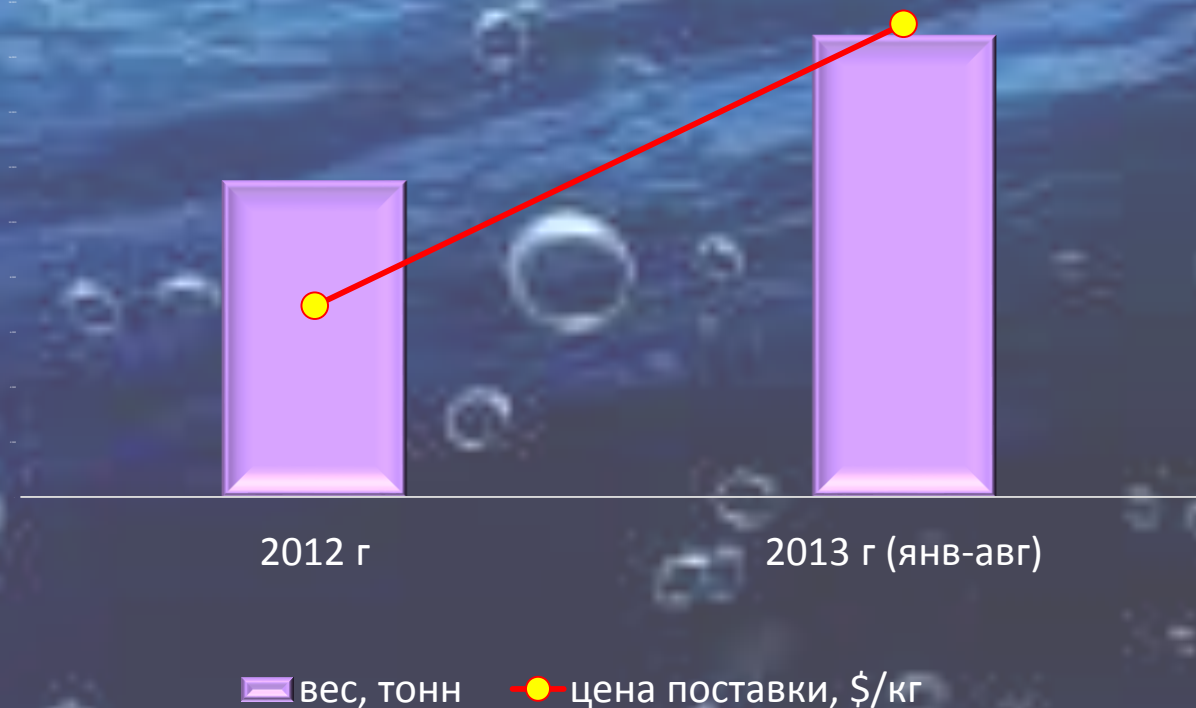 2012 г
2013 г (янв-авг)
вес, тонн
цена поставки, $/кг